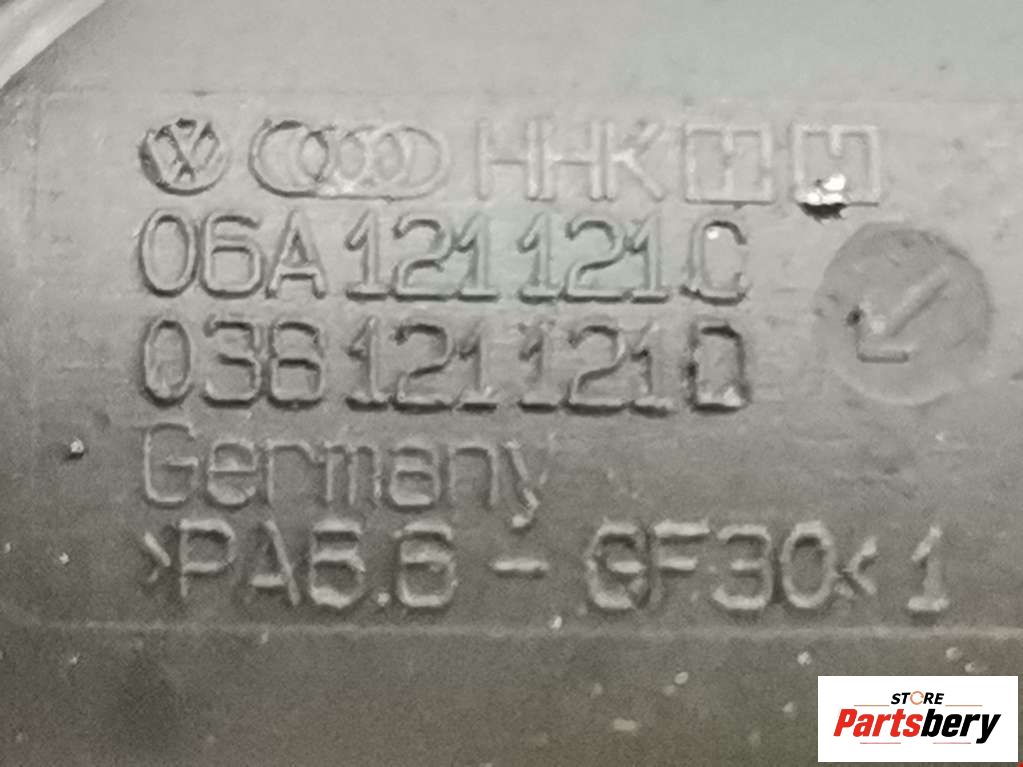 HHK
06A 121 121 C
038 121 121 D
Germany
>PA6.6 - GF30< 1
STORE
Partsbery